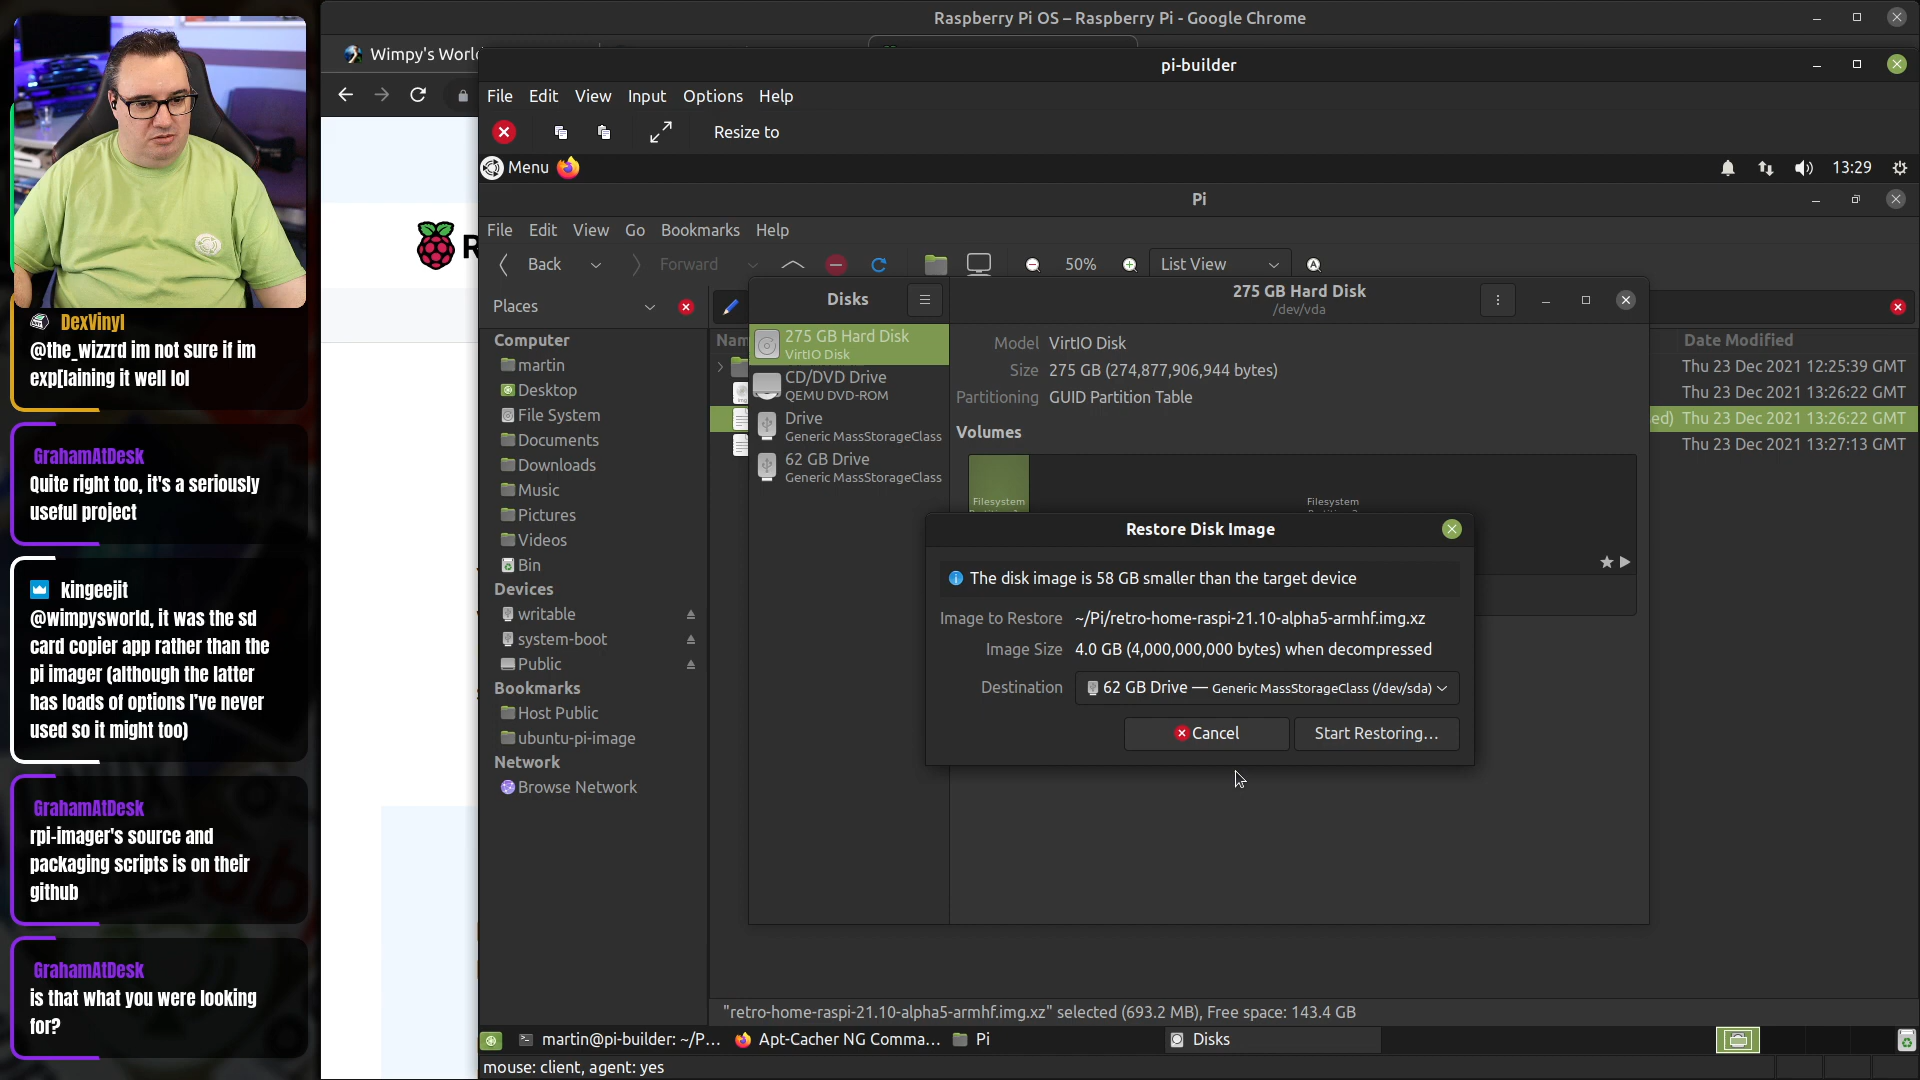 Raspberry Pi OS – Raspberry Pi - Google Chrome
Wimpy's Worl
pi-builder
File Edit View Input Options Help
Resize to
Menu
13:29
Pi
File Edit View Go Bookmarks Help
Back
Forward
50%
List View
Places
Computer
martin
Desktop
File System
Documents
Downloads
Music
Pictures
Videos
Bin
Devices
writable
system-boot
Public
Bookmarks
Host Public
ubuntu-pi-image
Network
Browse Network
Nam
Date Modified
Thu 23 Dec 2021 12:25:39 GMT
Thu 23 Dec 2021 13:26:22 GMT
ed) Thu 23 Dec 2021 13:26:22 GMT
Thu 23 Dec 2021 13:27:13 GMT
Disks
275 GB Hard Disk
/dev/vda
275 GB Hard Disk
VirtIO Disk
CD/DVD Drive
QEMU DVD-ROM
Drive
Generic MassStorageClass
62 GB Drive
Generic MassStorageClass
Model VirtIO Disk
Size 275 GB (274,877,906,944 bytes)
Partitioning GUID Partition Table
Volumes
Filesystem
Filesystem
Restore Disk Image
The disk image is 58 GB smaller than the target device
Image to Restore ~/Pi/retro-home-raspi-21.10-alpha5-armhf.img.xz
Image Size 4.0 GB (4,000,000,000 bytes) when decompressed
Destination 62 GB Drive — Generic MassStorageClass (/dev/sda)
Cancel
Start Restoring…
"retro-home-raspi-21.10-alpha5-armhf.img.xz" selected (693.2 MB), Free space: 143.4 GB
martin@pi-builder: ~/P…
Apt-Cacher NG Comma…
Pi
Disks
mouse: client, agent: yes
DexVinyl
@the_wizzrd im not sure if im
exp[laining it well lol
GrahamAtDesk
Quite right too, it's a seriously
useful project
kingeejit
@wimpysworld, it was the sd
card copier app rather than the
pi imager (although the latter
has loads of options I've never
used so it might too)
GrahamAtDesk
rpi-imager's source and
packaging scripts is on their
github
GrahamAtDesk
is that what you were looking
for?